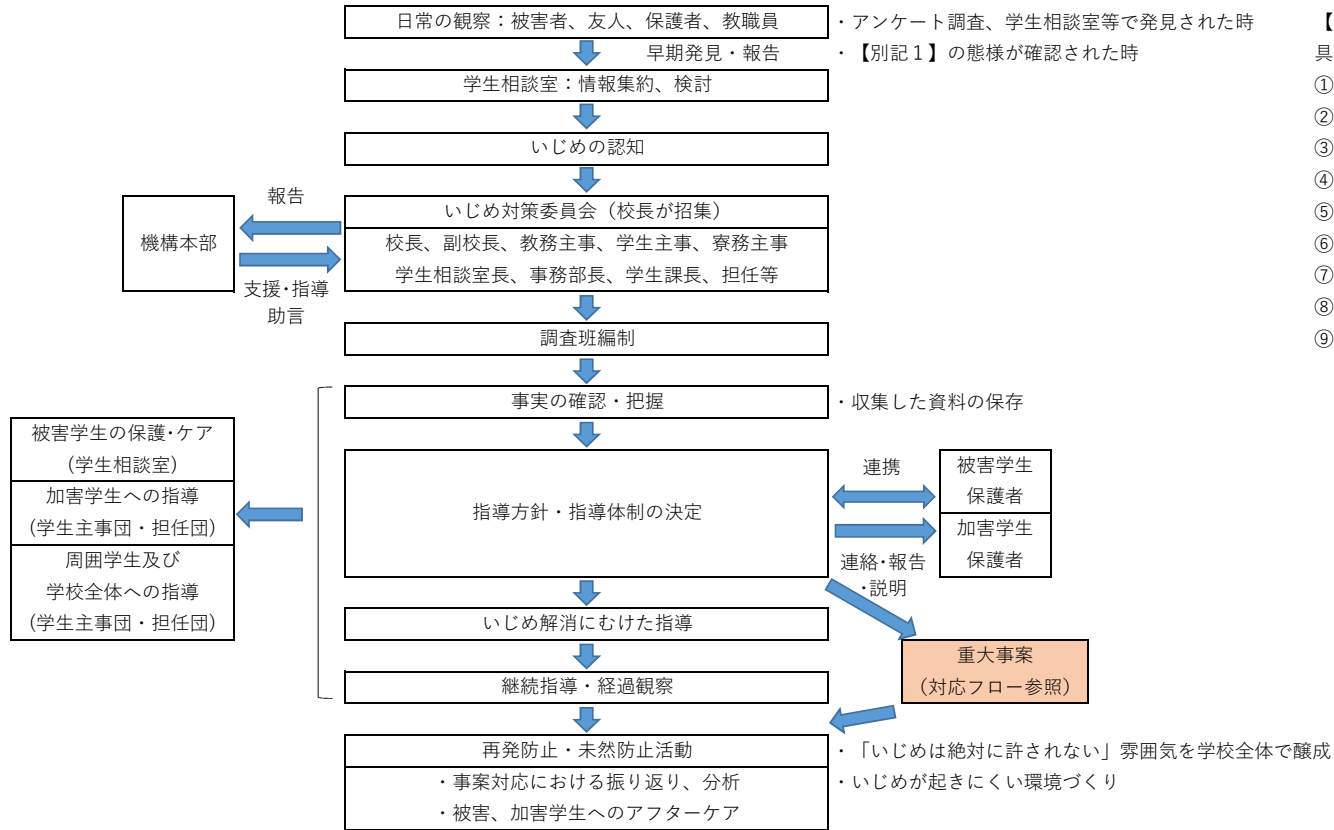 日常の観察：被害者、友人、保護者、教職員
・アンケート調査、学生相談室等で発見された時
【
早期発見・報告
・【別記１】の態様が確認された時
具
学生相談室：情報集約、検討
①
②
いじめの認知
③
④
報告
いじめ対策委員会（校長が招集）
⑤
機構本部
校長、副校長、教務主事、学生主事、寮務主事
⑥
学生相談室長、事務部長、学生課長、担任等
⑦
支援・指導
助言
⑧
調査班編制
⑨
事実の確認・把握
・収集した資料の保存
被害学生の保護・ケア
(学生相談室)
加害学生への指導
(学生主事団・担任団)
周囲学生及び
学校全体への指導
(学生主事団・担任団)
指導方針・指導体制の決定
連携
被害学生
保護者
加害学生
保護者
連絡・報告
・説明
いじめ解消にむけた指導
重大事案
（対応フロー参照）
継続指導・経過観察
再発防止・未然防止活動
・「いじめは絶対に許されない」雰囲気を学校全体で醸成
・事案対応における振り返り、分析
・いじめが起きにくい環境づくり
・被害、加害学生へのアフターケア